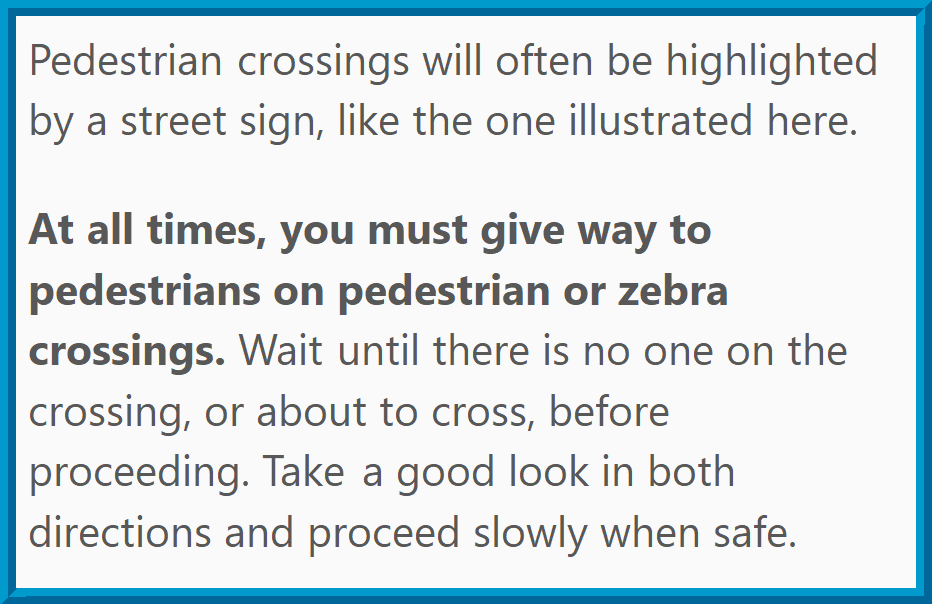 Pedestrian crossings will often be highlighted
by a street sign, like the one illustrated here.
At all times, you must give way to
pedestrians on pedestrian or zebra
crossings. Wait until there is no one on the
crossing, or about to cross, before
proceeding. Take a good look in both
directions and proceed slowly when safe.